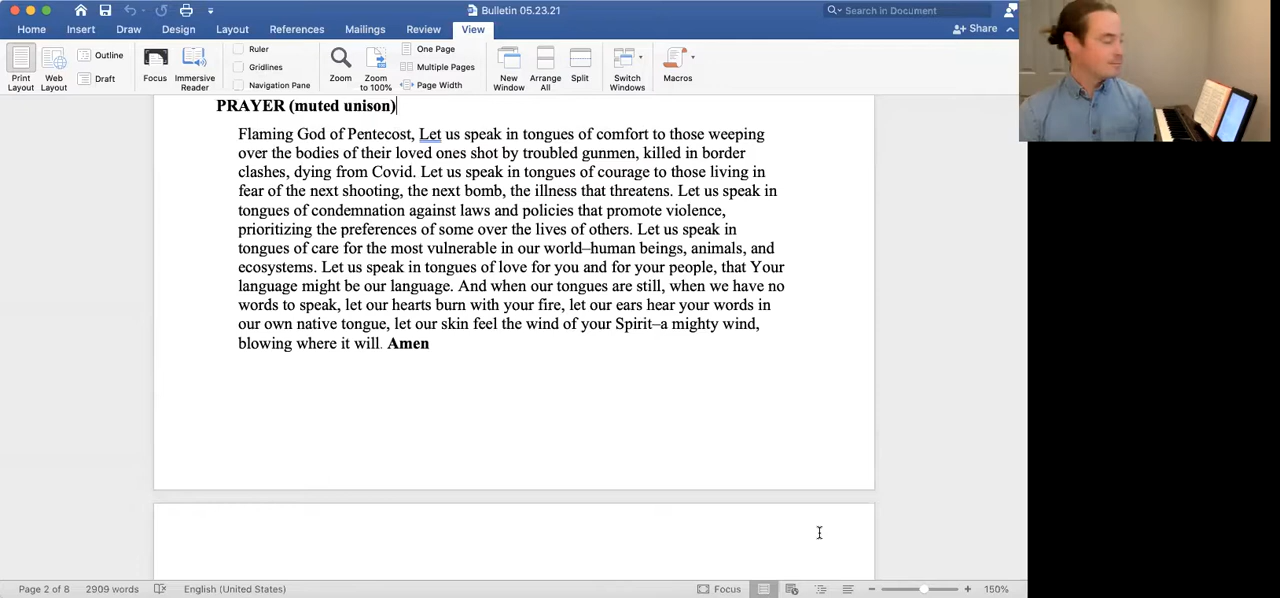 Bulletin 05.23.21
Search in Document
Home Insert Draw Design Layout References Mailings Review View Share
Print Layout
Web Layout
Outline
Draft
Focus
Immersive Reader
Ruler
Gridlines
Navigation Pane
Zoom
Zoom to 100%
One Page
Multiple Pages
Page Width
New Window
Arrange All
Split
Switch Windows
Macros
PRAYER (muted unison)
Flaming God of Pentecost, Let us speak in tongues of comfort to those weeping
over the bodies of their loved ones shot by troubled gunmen, killed in border
clashes, dying from Covid. Let us speak in tongues of courage to those living in
fear of the next shooting, the next bomb, the illness that threatens. Let us speak in
tongues of condemnation against laws and policies that promote violence,
prioritizing the preferences of some over the lives of others. Let us speak in
tongues of care for the most vulnerable in our world–human beings, animals, and
ecosystems. Let us speak in tongues of love for you and for your people, that Your
language might be our language. And when our tongues are still, when we have no
words to speak, let our hearts burn with your fire, let our ears hear your words in
our own native tongue, let our skin feel the wind of your Spirit–a mighty wind,
blowing where it will. Amen
Page 2 of 8 2909 words English (United States) Focus 150%